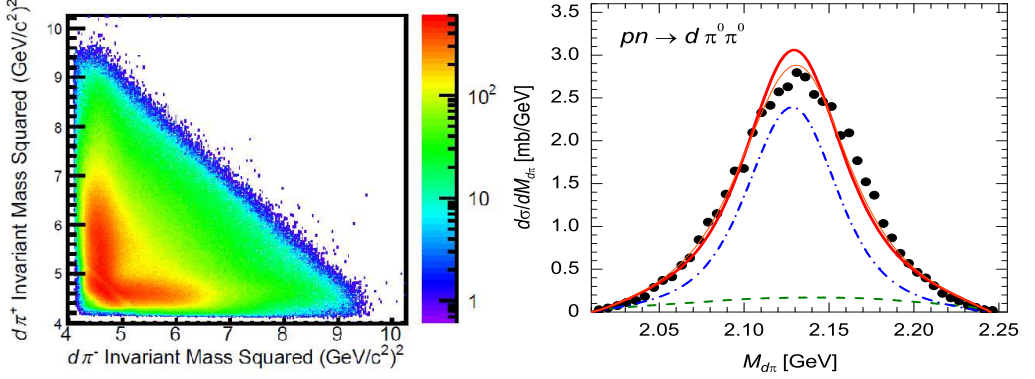 dπ⁺ Invariant Mass Squared (GeV/c²)²
10
9
8
7
6
5
4
4 5 6 7 8 9 10
dπ⁻ Invariant Mass Squared (GeV/c²)²
10²
10
1
dσ/dM_dπ [mb/GeV]
pn → d π⁰π⁰
3.5
3.0
2.5
2.0
1.5
1.0
0.5
0
2.05 2.10 2.15 2.20 2.25
M_dπ [GeV]